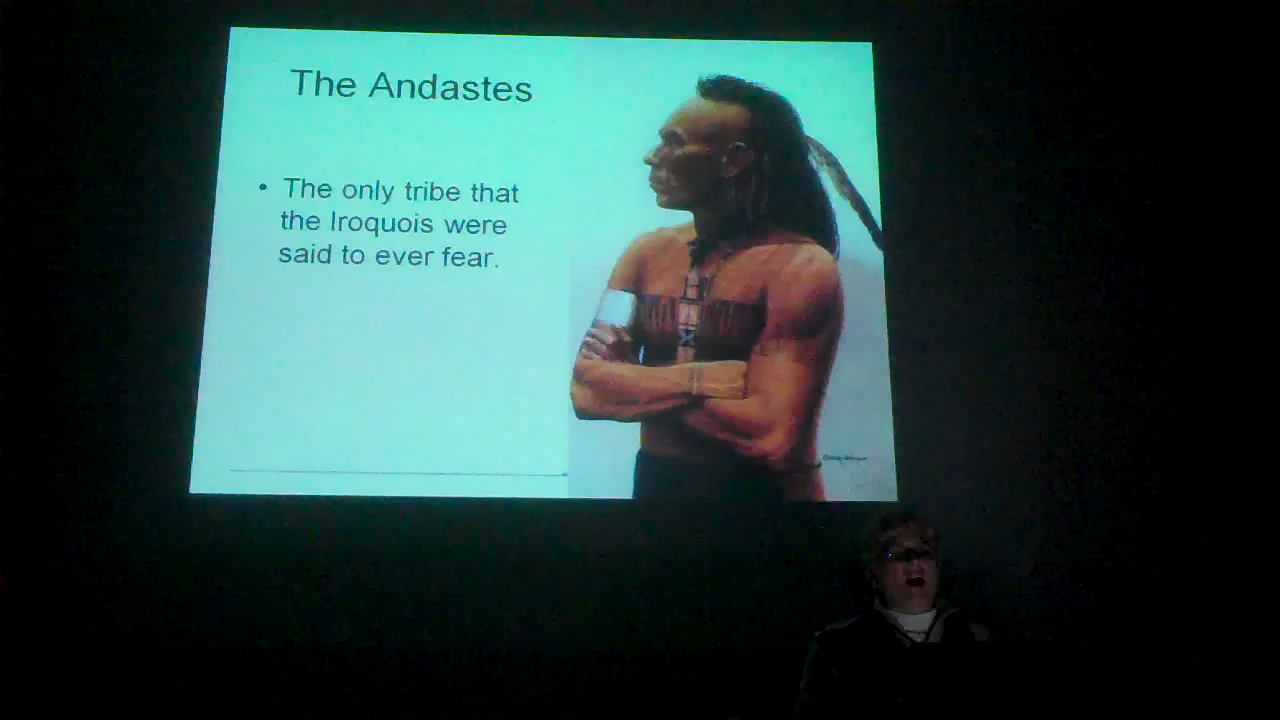 The Andastes
• The only tribe that
the Iroquois were
said to ever fear.